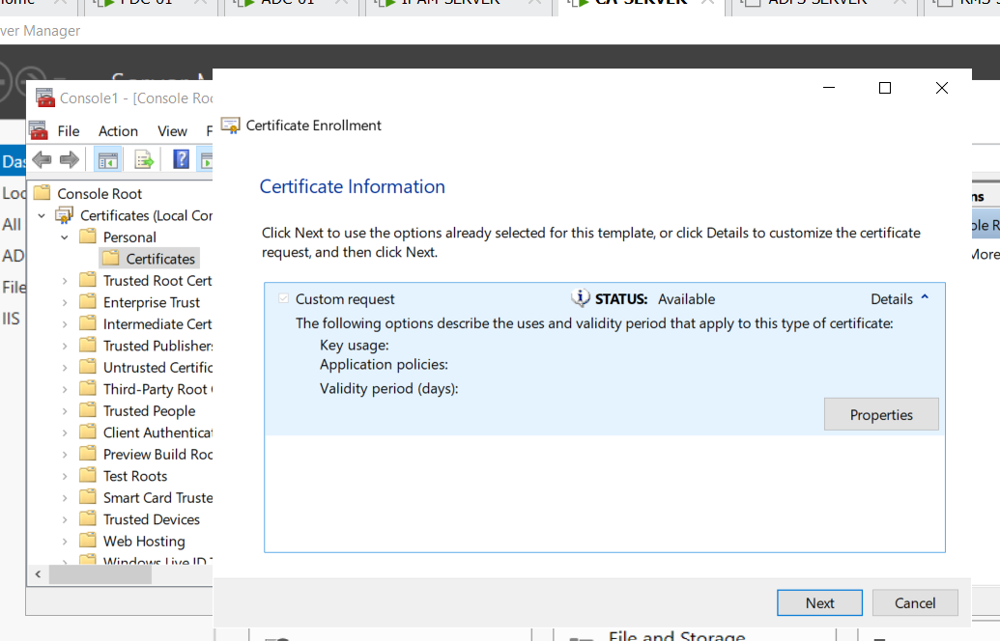 ome
PDC-01
ADC-01
IPAM-SERVER
CA-SERVER
ADFS-SERVER
RMS-S
ver Manager
Server M
Console1 - [Console Roo
File Action View F
Certificate Enrollment
Das
Loc
All
AD
File
IIS
Console Root
Certificates (Local Cor
Personal
Certificates
Trusted Root Cert
Enterprise Trust
Intermediate Cert
Trusted Publishers
Untrusted Certific
Third-Party Root
Trusted People
Client Authenticat
Preview Build Roo
Test Roots
Smart Card Truste
Trusted Devices
Web Hosting
Windows Live ID T
Certificate Information
Click Next to use the options already selected for this template, or click Details to customize the certificate
request, and then click Next.
Custom request
STATUS: Available
Details
The following options describe the uses and validity period that apply to this type of certificate:
Key usage:
Application policies:
Validity period (days):
Properties
Next
Cancel
ns
ole R
More
File and Storage